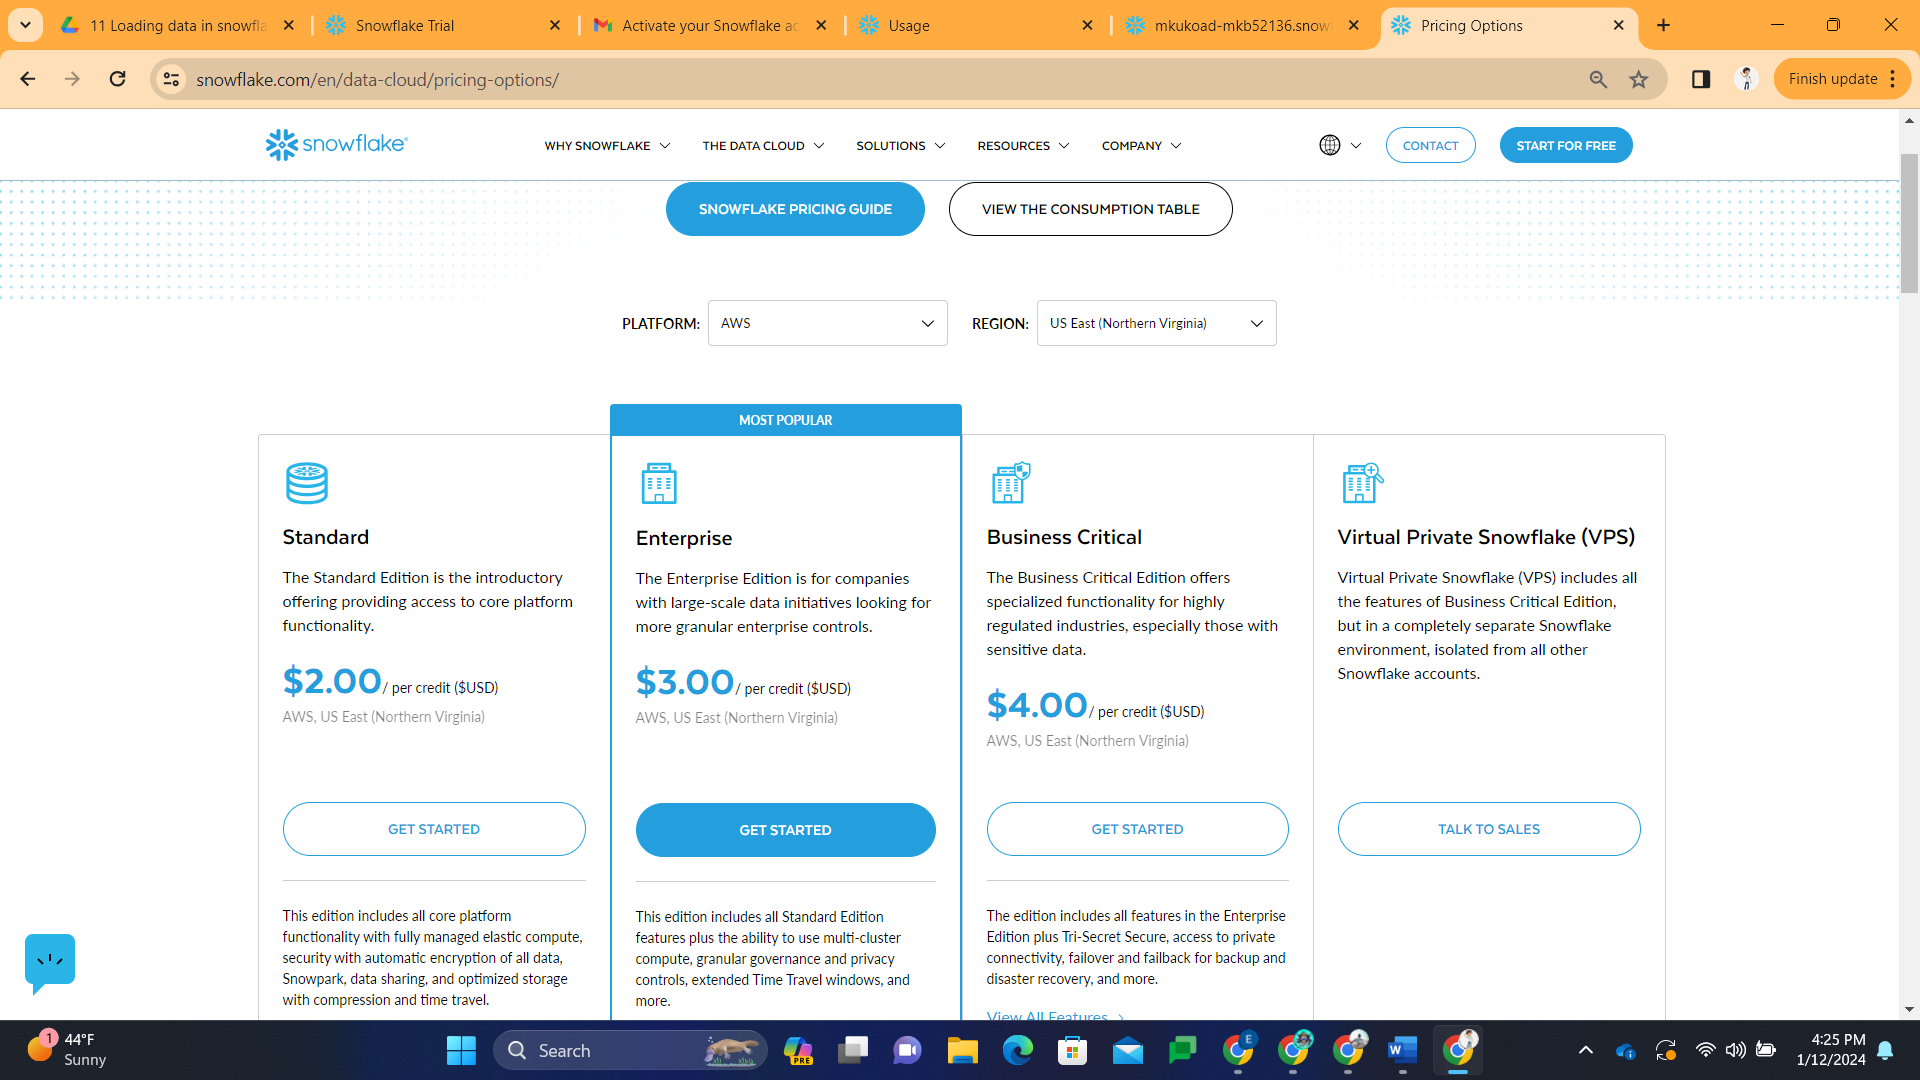 11 Loading data in snowfla
Snowflake Trial
Activate your Snowflake ac
Usage
mkukoad-mkb52136.snow
Pricing Options
snowflake.com/en/data-cloud/pricing-options/
Finish update
snowflake
WHY SNOWFLAKE
THE DATA CLOUD
SOLUTIONS
RESOURCES
COMPANY
CONTACT
START FOR FREE
SNOWFLAKE PRICING GUIDE
VIEW THE CONSUMPTION TABLE
PLATFORM:
AWS
REGION:
US East (Northern Virginia)
MOST POPULAR
Standard
The Standard Edition is the introductory
offering providing access to core platform
functionality.
$2.00/ per credit ($USD)
AWS, US East (Northern Virginia)
GET STARTED
This edition includes all core platform
functionality with fully managed elastic compute,
security with automatic encryption of all data,
Snowpark, data sharing, and optimized storage
with compression and time travel.
Enterprise
The Enterprise Edition is for companies
with large-scale data initiatives looking for
more granular enterprise controls.
$3.00/ per credit ($USD)
AWS, US East (Northern Virginia)
GET STARTED
This edition includes all Standard Edition
features plus the ability to use multi-cluster
compute, granular governance and privacy
controls, extended Time Travel windows, and
more.
Business Critical
The Business Critical Edition offers
specialized functionality for highly
regulated industries, especially those with
sensitive data.
$4.00/ per credit ($USD)
AWS, US East (Northern Virginia)
GET STARTED
The edition includes all features in the Enterprise
Edition plus Tri-Secret Secure, access to private
connectivity, failover and failback for backup and
disaster recovery, and more.
View All Features
Virtual Private Snowflake (VPS)
Virtual Private Snowflake (VPS) includes all
the features of Business Critical Edition,
but in a completely separate Snowflake
environment, isolated from all other
Snowflake accounts.
TALK TO SALES
1
44°F
Sunny
Search
PRE
E
W
4:25 PM
1/12/2024